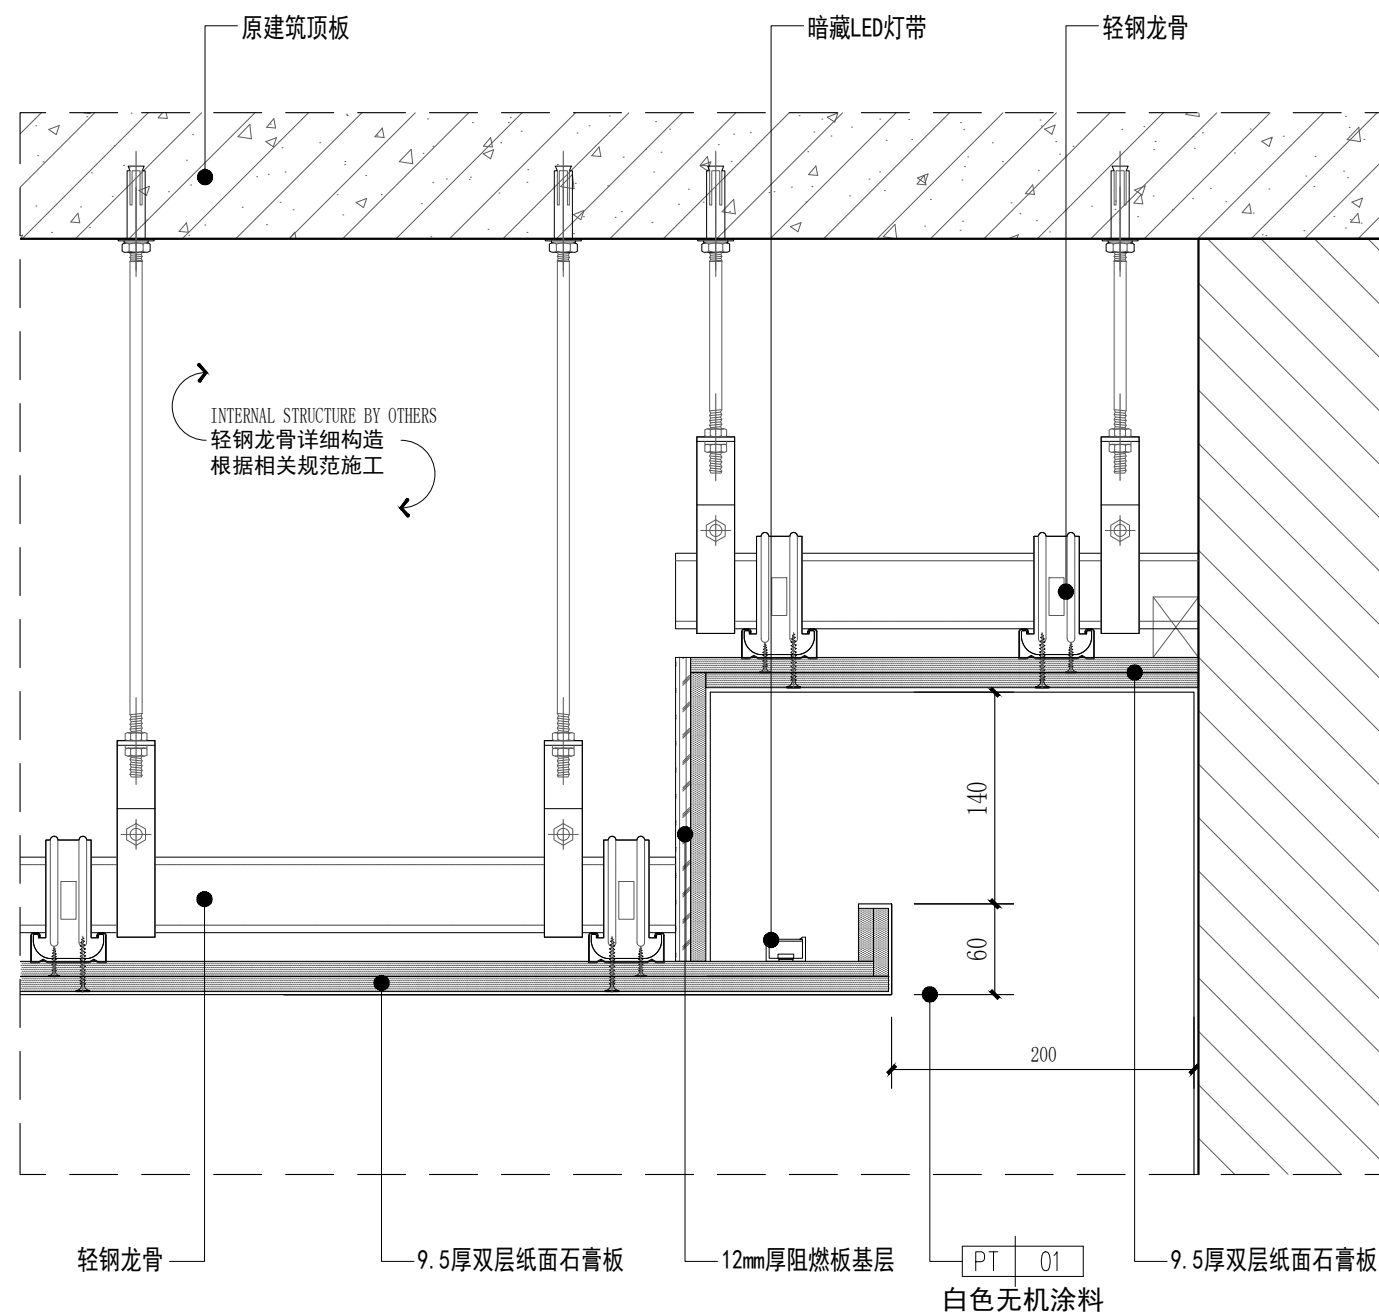 原建筑顶板
暗藏LED灯带
轻钢龙骨
INTERNAL STRUCTURE BY OTHERS
轻钢龙骨详细构造
根据相关规范施工
140
60
200
轻钢龙骨
9.5厚双层纸面石膏板
12mm厚阻燃板基层
PT 01
白色无机涂料
9.5厚双层纸面石膏板